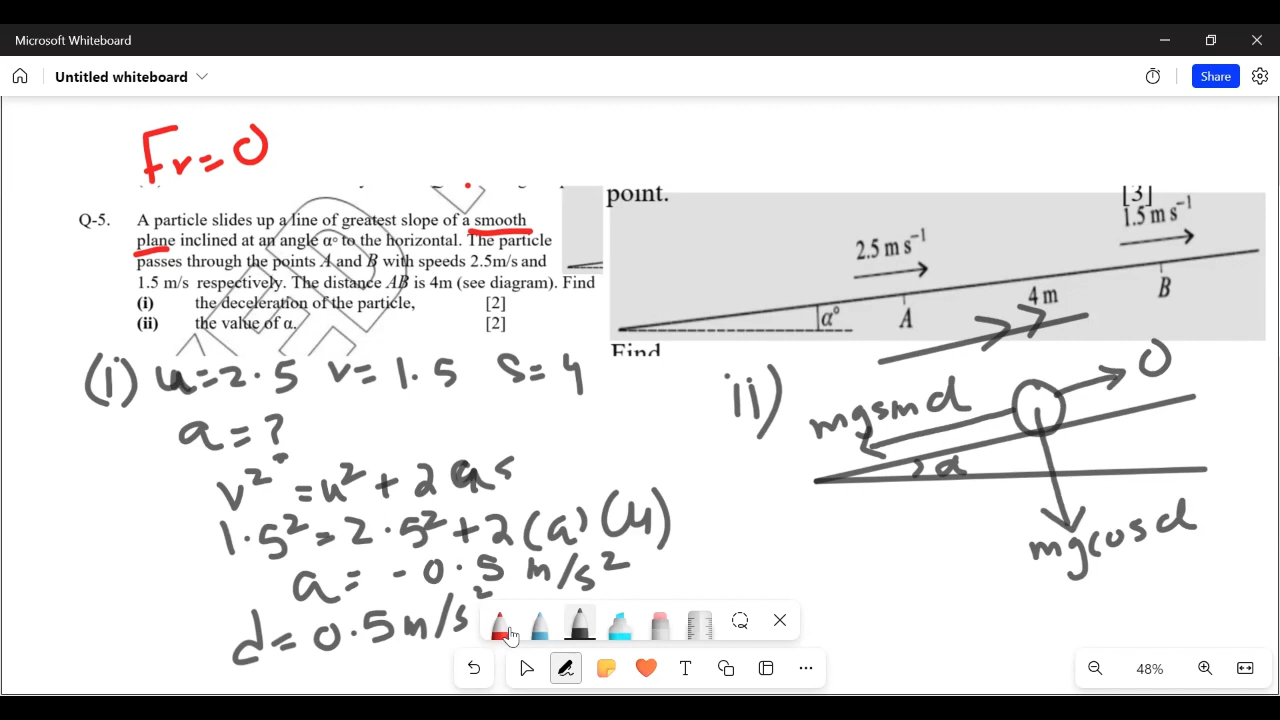 Microsoft Whiteboard
Untitled whiteboard
Share
Fr=0
point.
[3]
Q-5. A particle slides up a line of greatest slope of a smooth
plane inclined at an angle α° to the horizontal. The particle
passes through the points A and B with speeds 2.5m/s and
1.5 m/s respectively. The distance AB is 4m (see diagram). Find
(i) the deceleration of the particle, [2]
(ii) the value of α. [2]
2.5 m s⁻¹
1.5 m s⁻¹
α°
A
4 m
B
Find
(i) u=2.5 v=1.5 S=4
a=?
v²=u²+2as
1.5²=2.5²+2(a)(4)
a=-0.5 m/s²
d=0.5m/s²
ii)
0
mgsind
α
mgcosd
48%